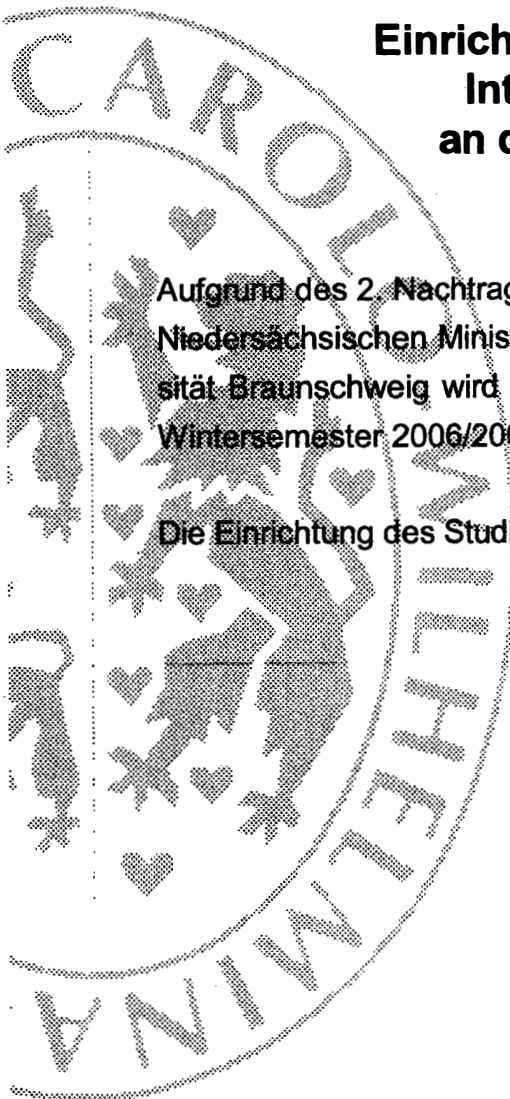 Einrich
Int
an d
CAROLO-WILHELMINA
Aufgrund des 2. Nachtrag
Niedersächsischen Minis
sität Braunschweig wird
Wintersemester 2006/200
Die Einrichtung des Studi